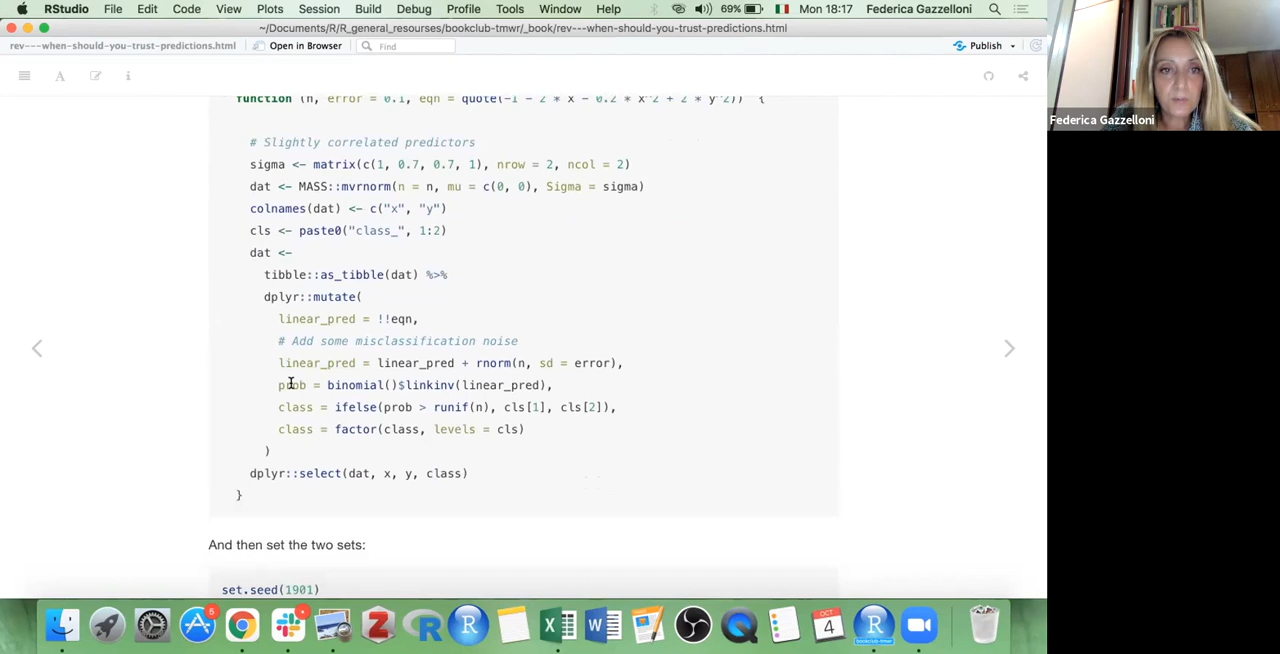 RStudio File Edit Code View Plots Session Build Debug Profile Tools Window Help 69% Mon 18:17 Federica Gazzelloni
~/Documents/R/R_general_resourses/bookclub-tmwr/_book/rev---when-should-you-trust-predictions.html
rev---when-should-you-trust-predictions.html Open in Browser Find Publish
Federica Gazzelloni
function (n, error = 0.1, eqn = quote(-1 - 2 * x - 0.2 * x^2 + 2 * y^2)) {
# Slightly correlated predictors
sigma <- matrix(c(1, 0.7, 0.7, 1), nrow = 2, ncol = 2)
dat <- MASS::mvrnorm(n = n, mu = c(0, 0), Sigma = sigma)
colnames(dat) <- c("x", "y")
cls <- paste0("class_", 1:2)
dat <-
tibble::as_tibble(dat) %>%
dplyr::mutate(
linear_pred = !!eqn,
# Add some misclassification noise
linear_pred = linear_pred + rnorm(n, sd = error),
prob = binomial()$linkinv(linear_pred),
class = ifelse(prob > runif(n), cls[1], cls[2]),
class = factor(class, levels = cls)
)
dplyr::select(dat, x, y, class)
}
And then set the two sets:
set.seed(1901)
5
OCT
4
bookclub-tmwr